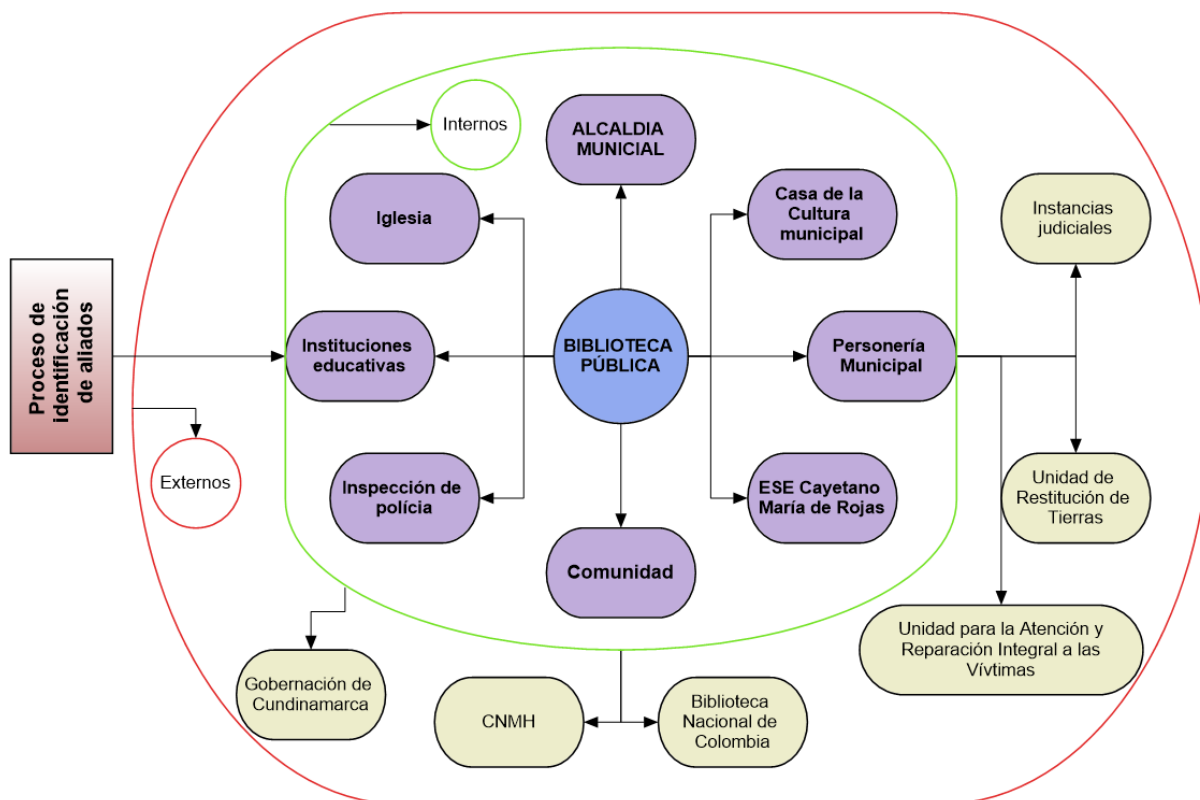 Internos
ALCALDIA
MUNICIAL
Iglesia
Casa de la
Cultura
municipal
Instancias
judiciales
Proceso de
identificación
de aliados
Instituciones
educativas
BIBLIOTECA
PÚBLICA
Personería
Municipal
Externos
Inspección de
polícia
ESE Cayetano
María de Rojas
Unidad de
Restitución de
Tierras
Comunidad
Unidad para la Atención y
Reparación Integral a las
Vívtimas
Gobernación de
Cundinamarca
CNMH
Biblioteca
Nacional de
Colombia